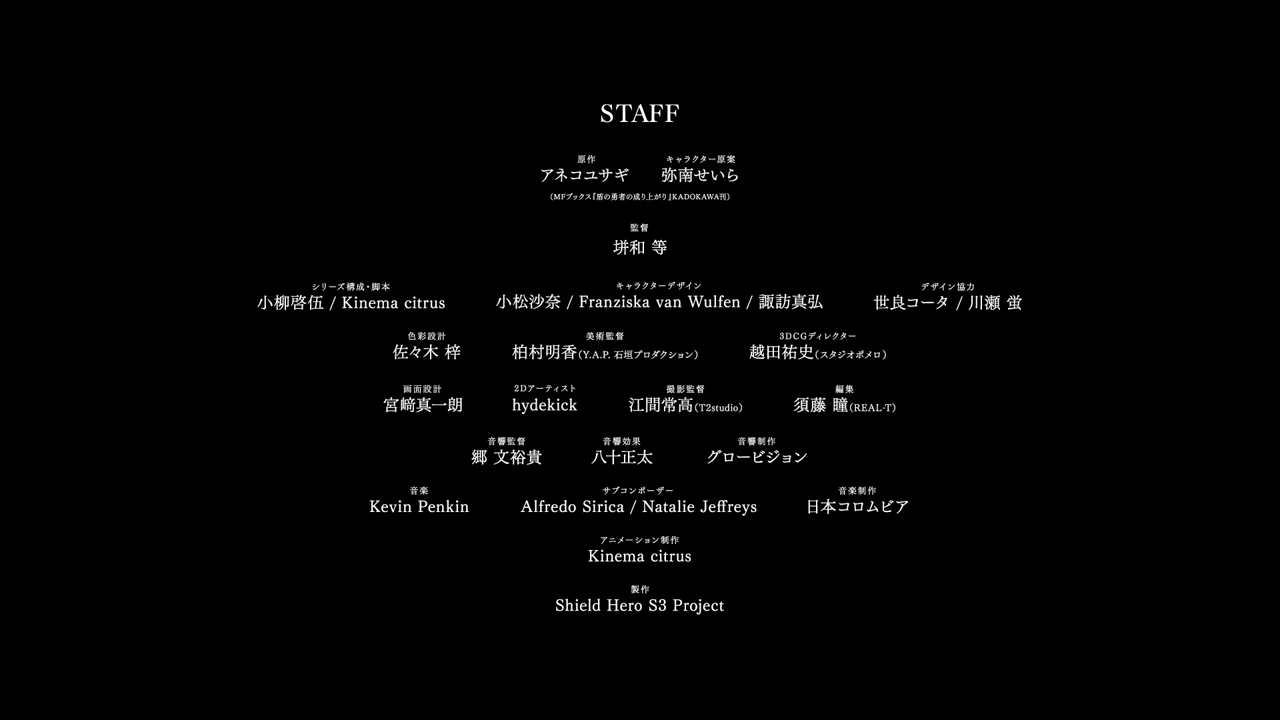 STAFF
原作 キャラクター原案
アネコユサギ 弥南せいら
(MFブックス『盾の勇者の成り上がり』KADOKAWA刊)
監督
垪和 等
シリーズ構成・脚本 キャラクターデザイン デザイン協力
小柳啓伍 / Kinema citrus 小松沙奈 / Franziska van Wulfen / 諏訪真弘 世良コータ / 川瀬 蛍
色彩設計 美術監督 3DCGディレクター
佐々木 梓 柏村明香(Y.A.P. 石垣プロダクション) 越田祐史(スタジオポメロ)
画面設計 2Dアーティスト 撮影監督 編集
宮﨑真一朗 hydekick 江間常高(T2studio) 須藤 瞳(REAL-T)
音響監督 音響効果 音響制作
郷 文裕貴 八十正太 グロービジョン
音楽 サブコンポーザー 音楽制作
Kevin Penkin Alfredo Sirica / Natalie Jeffreys 日本コロムビア
アニメーション制作
Kinema citrus
製作
Shield Hero S3 Project